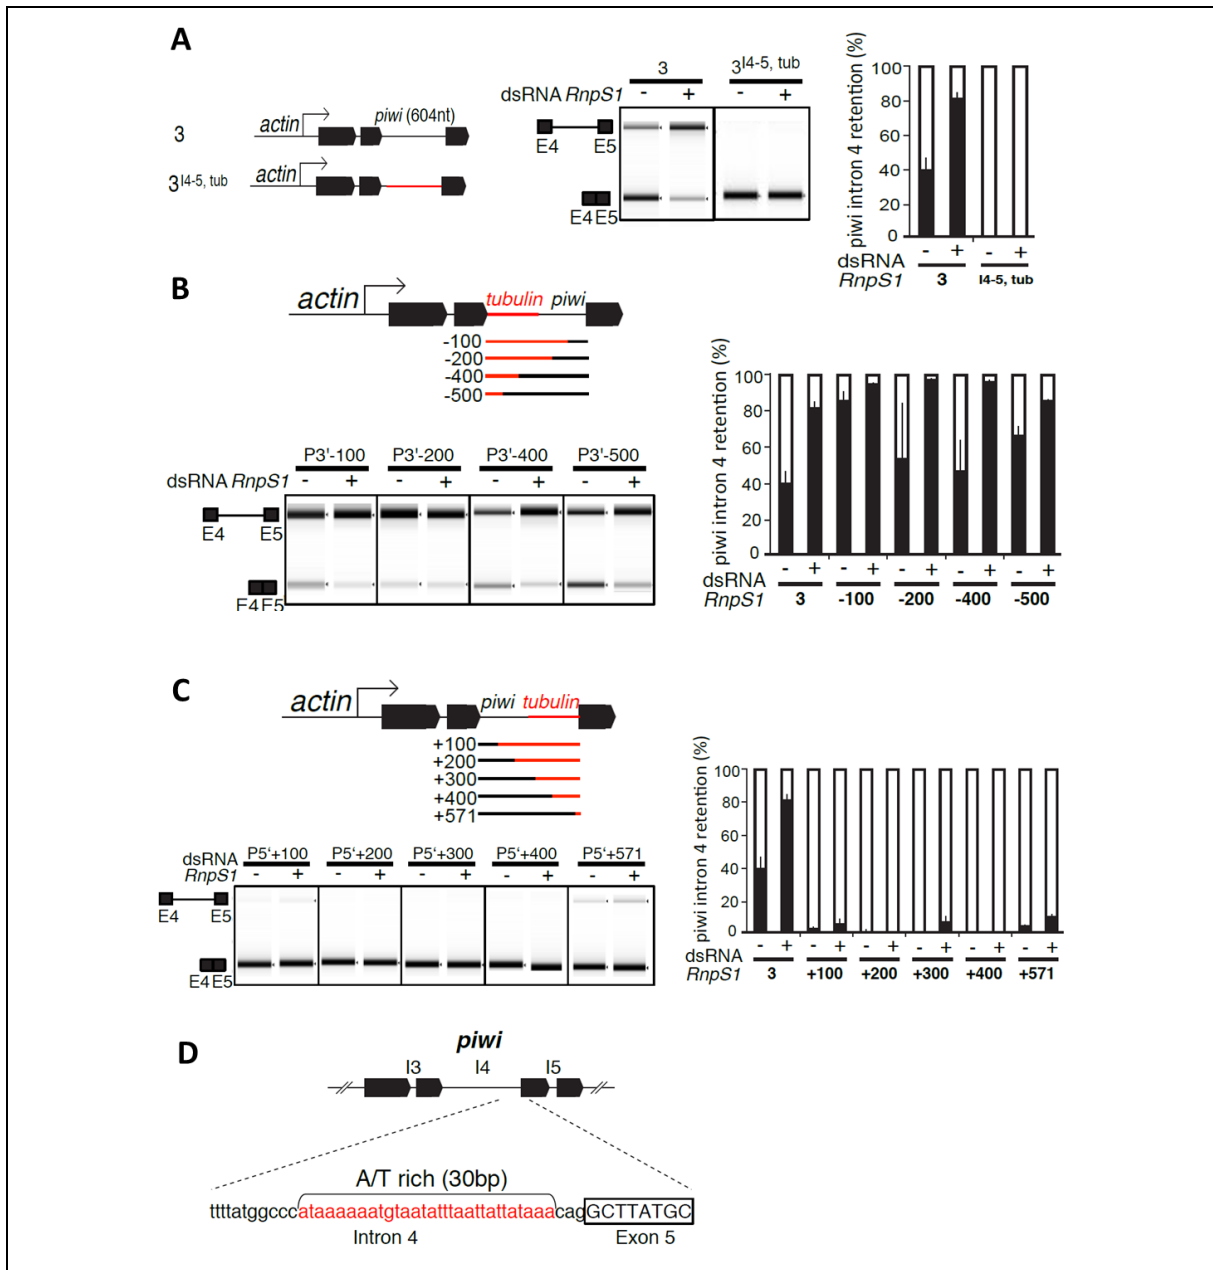 A
3
actin
piwi (604nt)
3I4-5, tub
actin
3
3I4-5, tub
dsRNA RnpS1
-
+
-
+
E4
E5
E4E5
piwi intron 4 retention (%)
100
80
60
40
20
0
-
+
-
+
dsRNA
RnpS1
3
I4-5, tub
B
actin
tubulin
piwi
-100
-200
-400
-500
P3'-100
P3'-200
P3'-400
P3'-500
dsRNA RnpS1
-
+
-
+
-
+
-
+
E4
E5
E4E5
piwi intron 4 retention (%)
100
80
60
40
20
0
-
+
-
+
-
+
-
+
-
+
dsRNA
RnpS1
3
-100
-200
-400
-500
C
actin
piwi
tubulin
+100
+200
+300
+400
+571
dsRNA
RnpS1
P5'+100
P5'+200
P5'+300
P5'+400
P5'+571
-
+
-
+
-
+
-
+
-
+
E4
E5
E4E5
piwi intron 4 retention (%)
100
80
60
40
20
0
-
+
-
+
-
+
-
+
-
+
-
+
dsRNA
RnpS1
3
+100
+200
+300
+400
+571
D
piwi
I3
I4
I5
A/T rich (30bp)
ttttatggcccataaaaaatgtaatatttaattattataaacagGCTTATGC
Intron 4
Exon 5